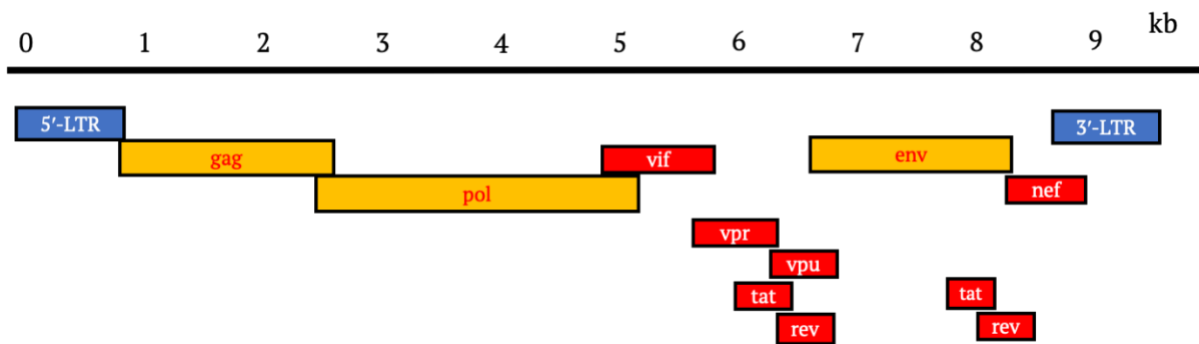 0 1 2 3 4 5 6 7 8 9 kb
5′-LTR 3′-LTR
gag vif env
pol nef
vpr
vpu
tat tat
rev rev